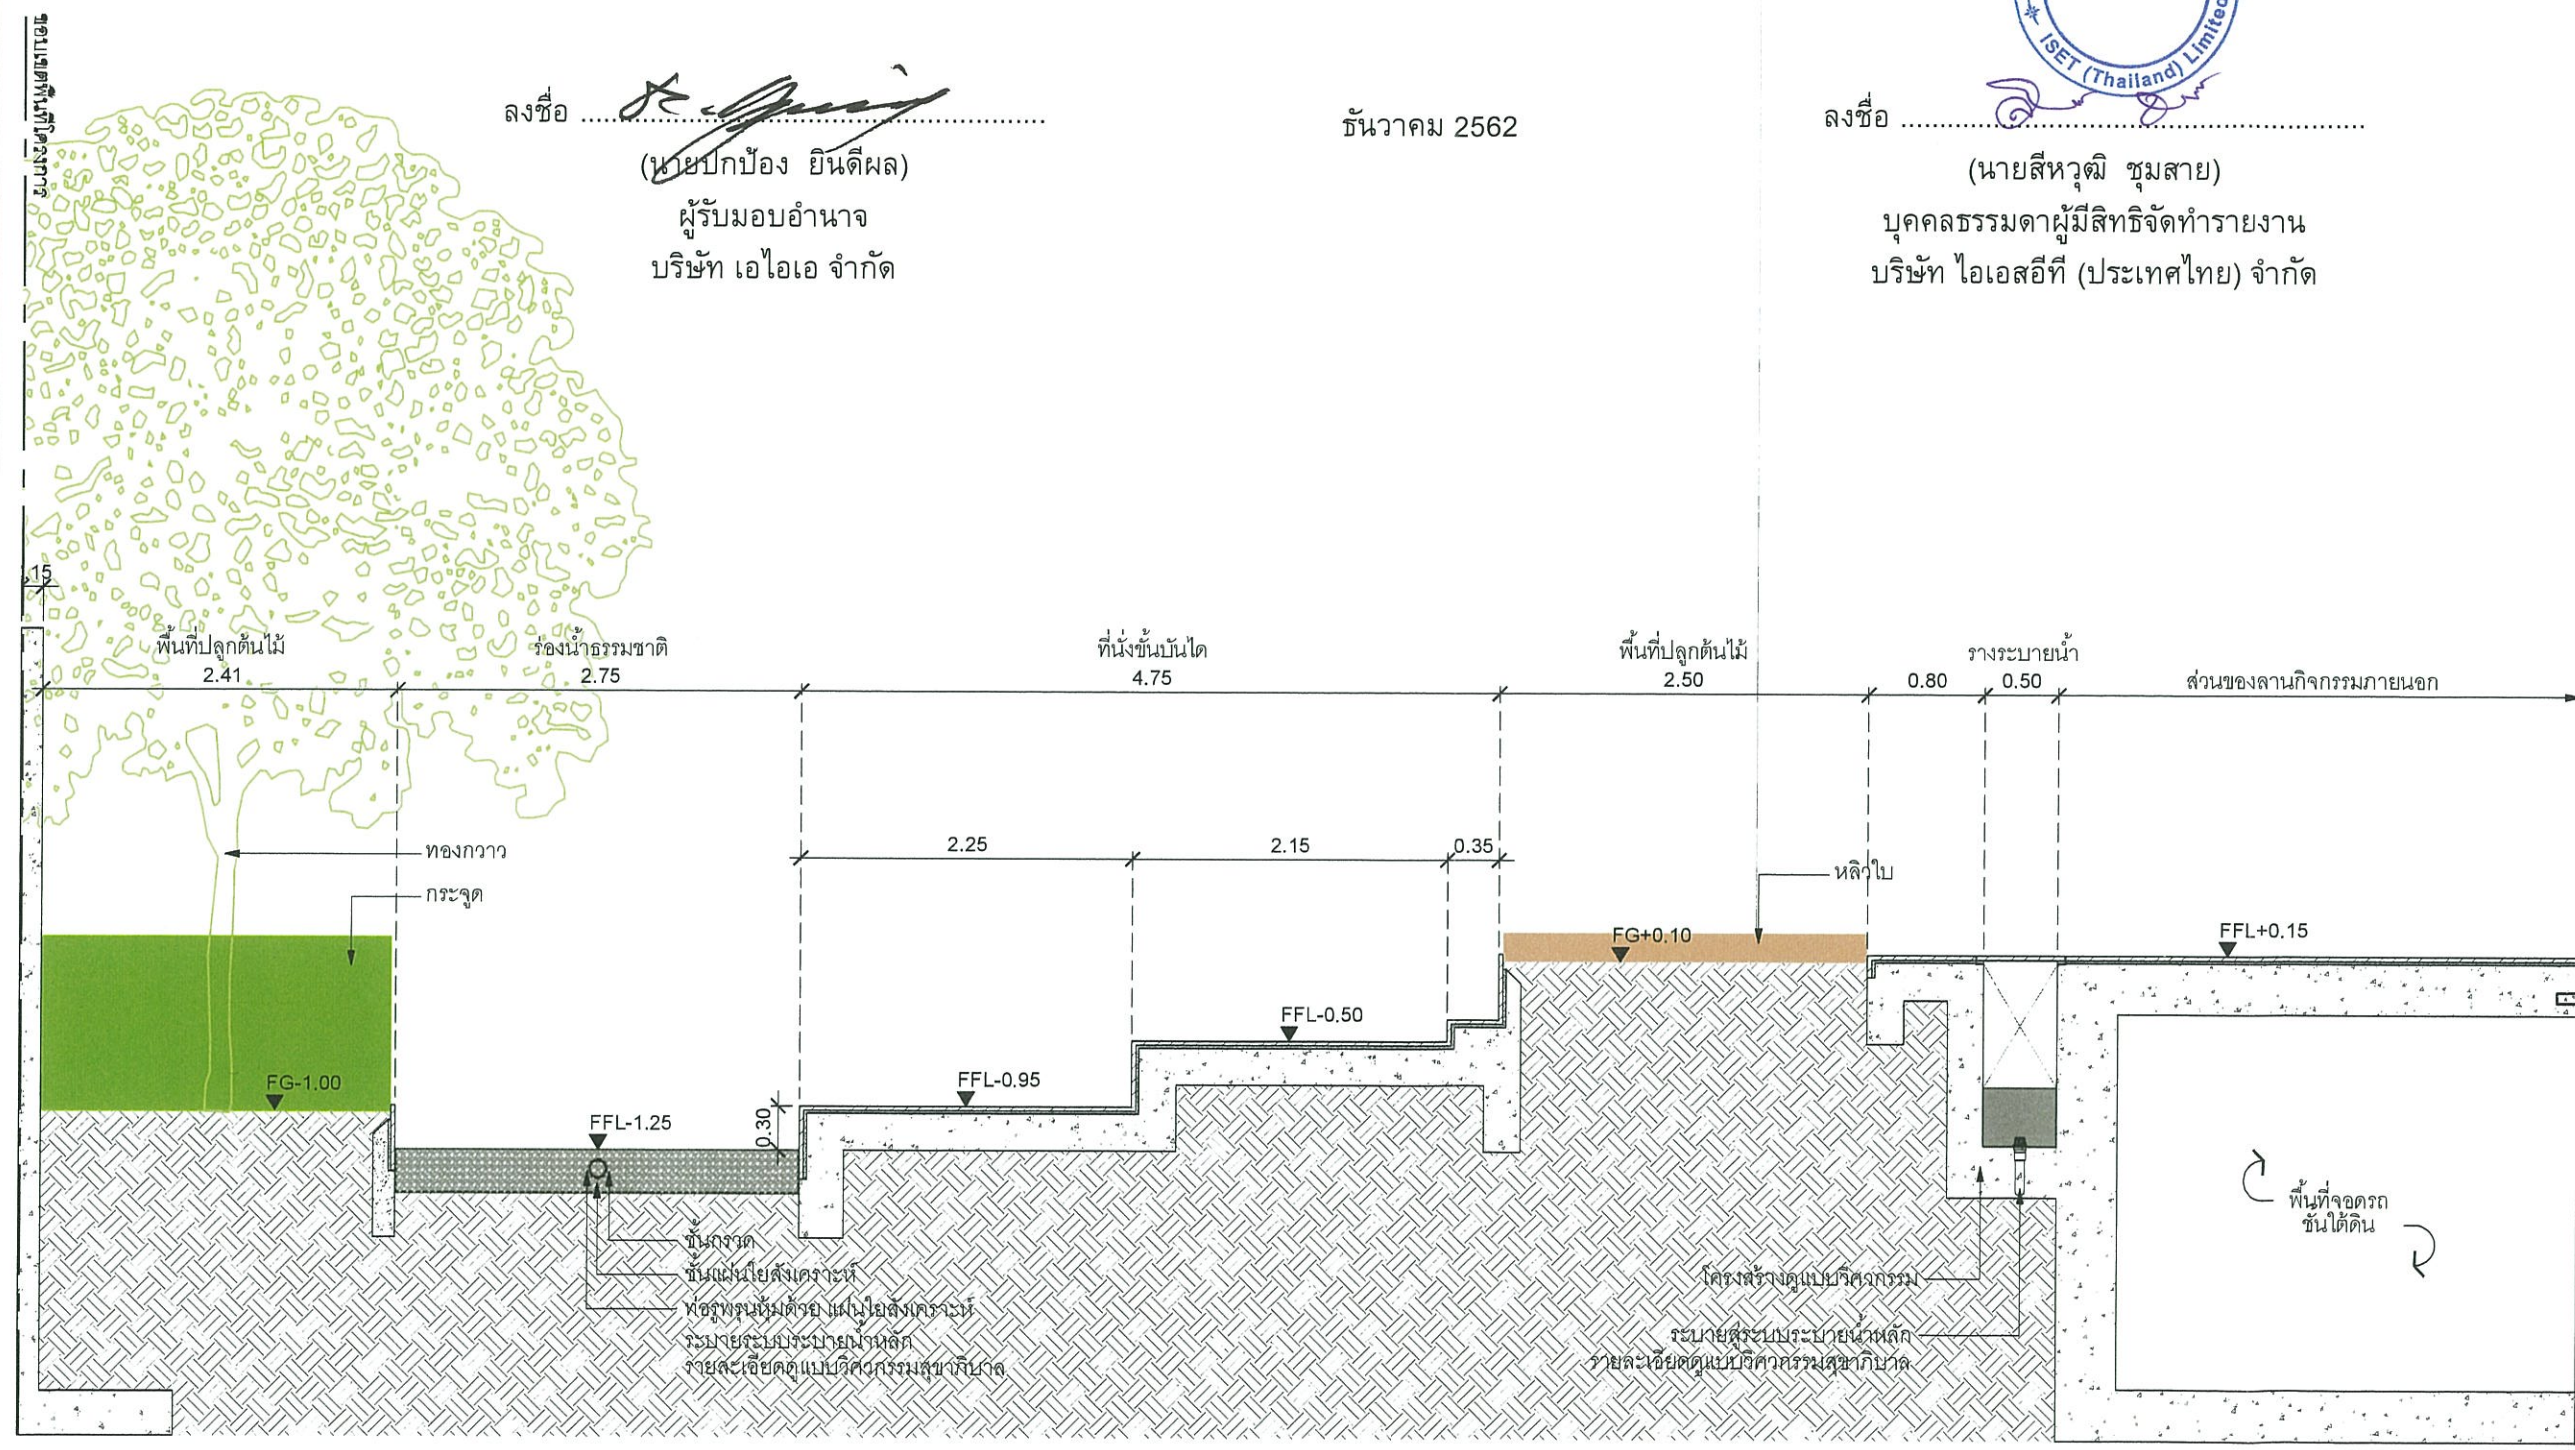 ขอบเขตพื้นที่โครงการ
ISET (Thailand) Limited
ลงชื่อ
(นายปกป้อง ยินดีผล)
ผู้รับมอบอำนาจ
บริษัท เอไอเอ จำกัด
ธันวาคม 2562
ลงชื่อ
(นายสีหวุฒิ ชุมสาย)
บุคคลธรรมดาผู้มีสิทธิจัดทำรายงาน
บริษัท ไอเอสอีที (ประเทศไทย) จำกัด
.15
พื้นที่ปลูกต้นไม้
2.41
ร่องน้ำธรรมชาติ
2.75
ที่นั่งขั้นบันได
4.75
พื้นที่ปลูกต้นไม้
2.50
0.80
รางระบายน้ำ
0.50
ส่วนของลานกิจกรรมภายนอก
2.25
2.15
0.35
ทองกวาว
กระจูด
หลิวใบ
FG+0.10
FFL+0.15
FFL-0.50
FFL-0.95
FG-1.00
FFL-1.25
0.30
ชั้นกรวด
ชั้นแผ่นใยสังเคราะห์
ท่อรูพรุนหุ้มด้วย แผ่นใยสังเคราะห์
ระบายระบบระบายน้ำหลัก
รายละเอียดดูแบบวิศวกรรมสุขาภิบาล
โครงสร้างดูแบบวิศวกรรม
ระบายสู่ระบบระบายน้ำหลัก
รายละเอียดดูแบบวิศวกรรมสุขาภิบาล
พื้นที่จอดรถ
ชั้นใต้ดิน